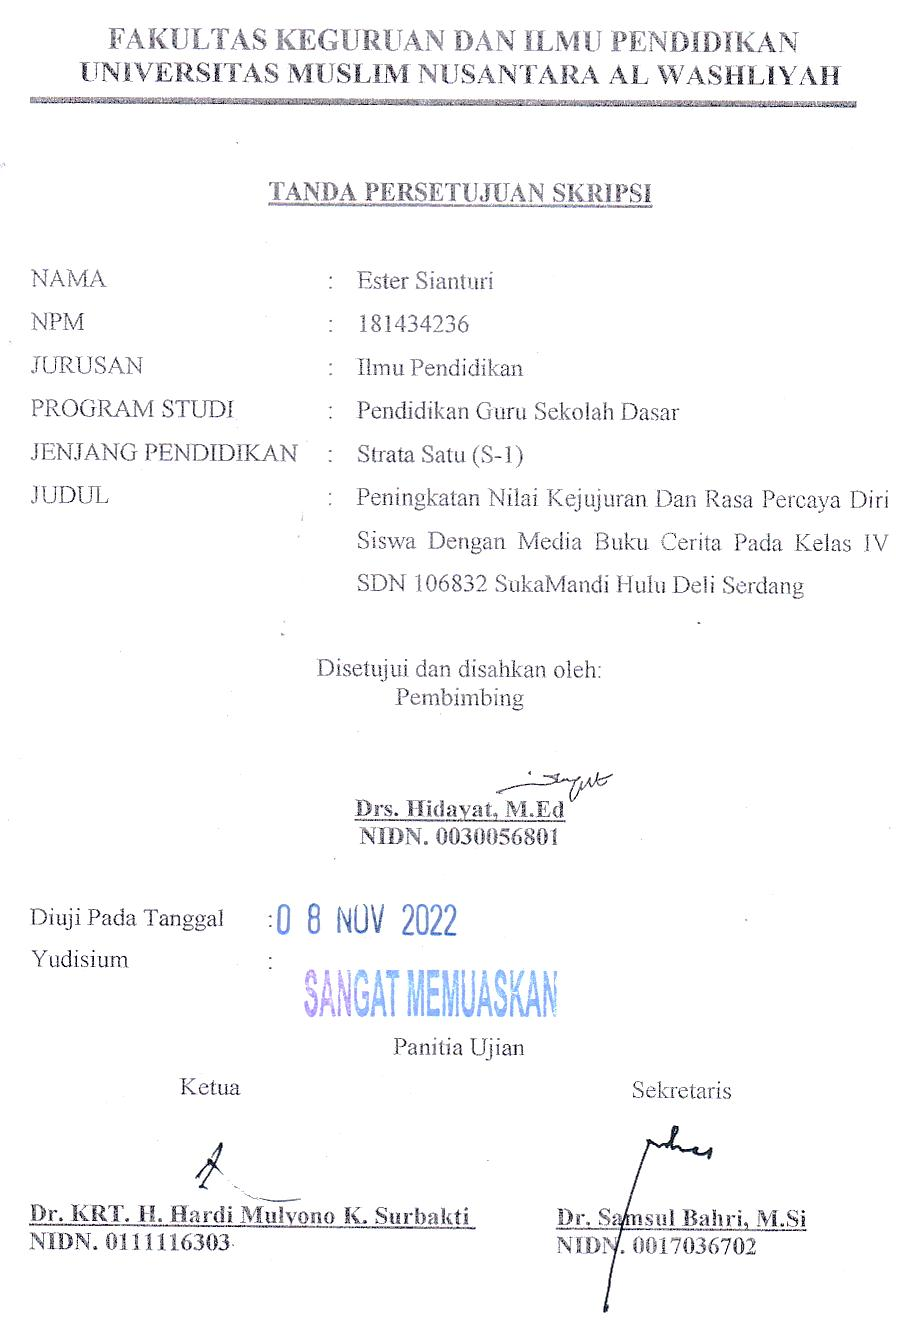 FAKULTAS KEGURUAN DAN ILMU PENDIDIKAN
UNIVERSITAS MUSLIM NUSANTARA AL WASHLIYAH
TANDA PERSETUJUAN SKRIPSI
NAMA : Ester Sianturi
NPM : 181434236
JURUSAN : Ilmu Pendidikan
PROGRAM STUDI : Pendidikan Guru Sekolah Dasar
JENJANG PENDIDIKAN : Strata Satu (S-1)
JUDUL : Peningkatan Nilai Kejujuran Dan Rasa Percaya Diri
Siswa Dengan Media Buku Cerita Pada Kelas IV
SDN 106832 SukaMandi Hulu Deli Serdang
Disetujui dan disahkan oleh:
Pembimbing
Drs. Hidayat, M.Ed
NIDN. 0030056801
Diuji Pada Tanggal : 08 NOV 2022
Yudisium :
SANGAT MEMUASKAN
Panitia Ujian
Ketua
Sekretaris
Dr. KRT. H. Hardi Mulyono K. Surbakti
NIDN. 0111116303
Dr. Samsul Bahri, M.Si
NIDN. 0017036702